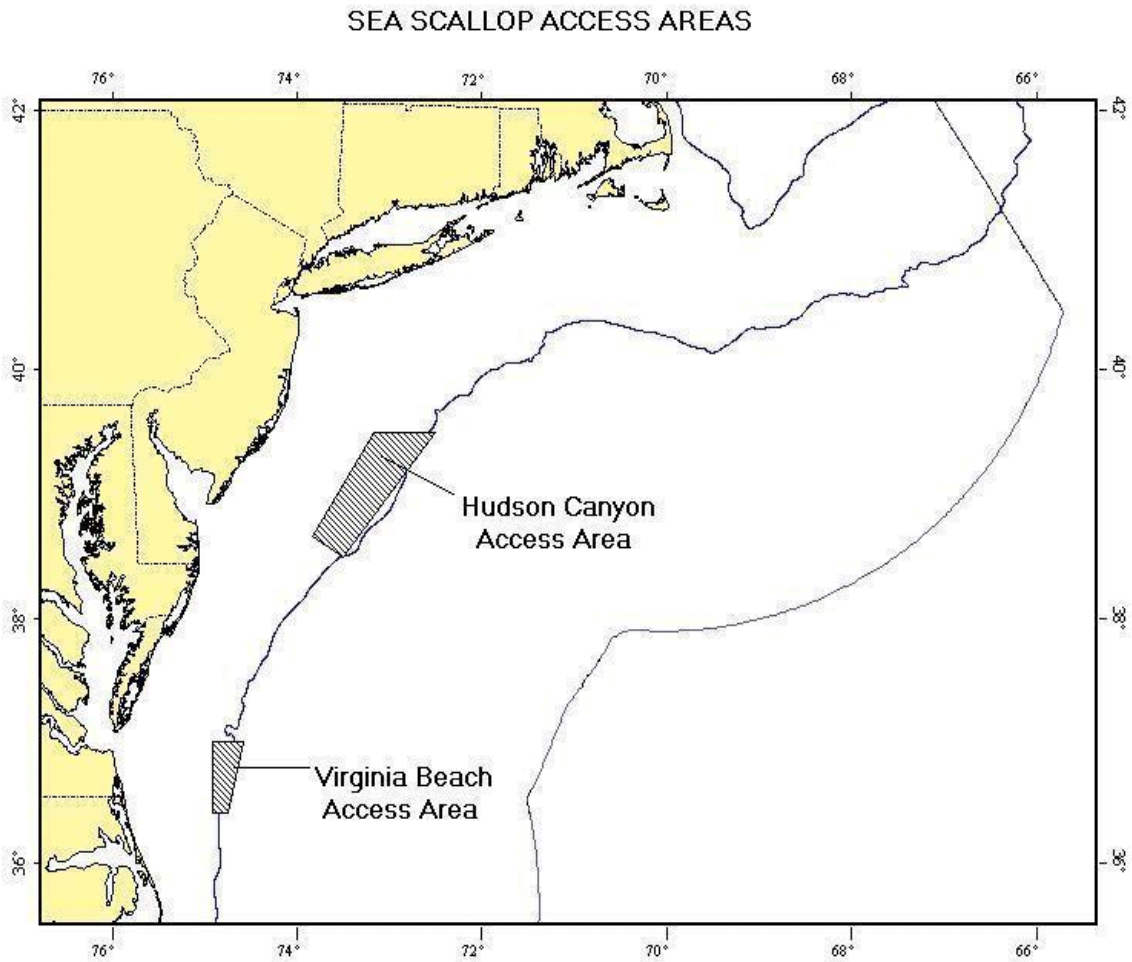 SEA SCALLOP ACCESS AREAS
76° 74° 72° 70° 68° 66°
42° 42°
40° 40°
Hudson Canyon
Access Area
38° 38°
Virginia Beach
Access Area
36° 36°
76° 74° 72° 70° 68° 66°